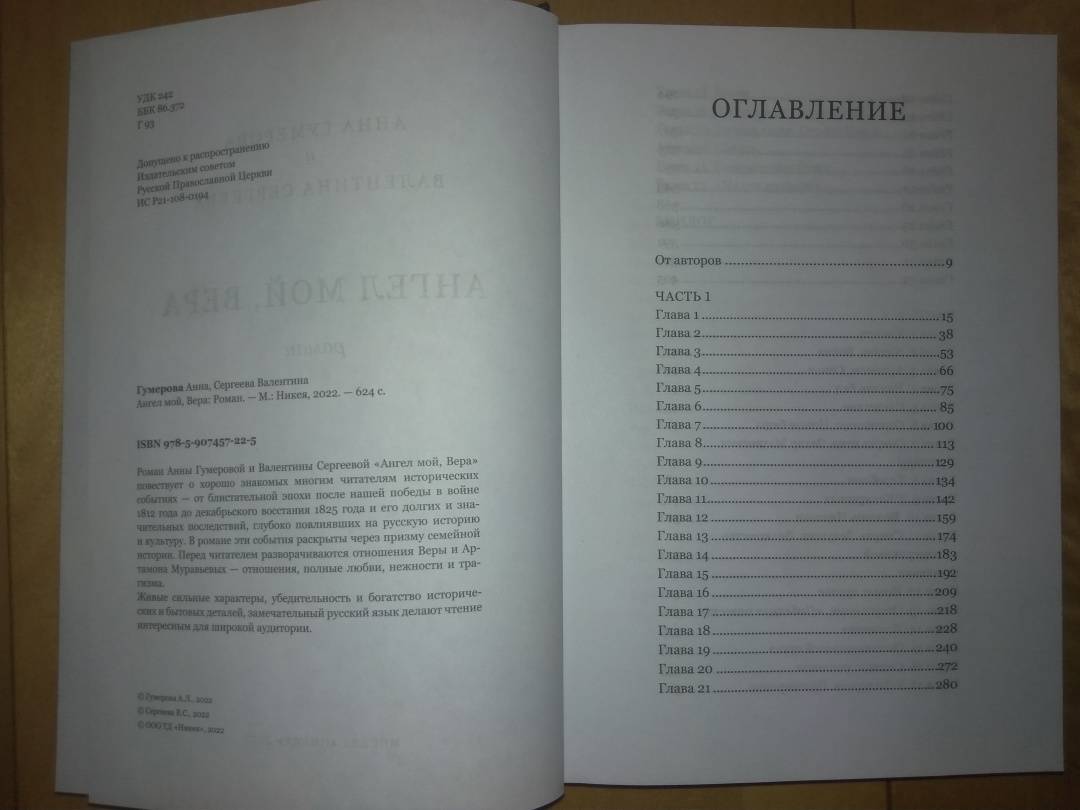 УДК 242
ББК 86.372
Г 93
Допущено к распространению
Издательским советом
Русской Православной Церкви
ИС Р21-108-0194
Гумерова Анна, Сергеева Валентина
Ангел мой, Вера: Роман. — М.: Никея, 2022. — 624 с.
ISBN 978-5-907457-22-5
Роман Анны Гумеровой и Валентины Сергеевой «Ангел мой, Вера»
повествует о хорошо знакомых многим читателям исторических
событиях — от блистательной эпохи после нашей победы в войне
1812 года до декабрьского восстания 1825 года и его долгих и зна-
чительных последствий, глубоко повлиявших на русскую историю
и культуру. В романе эти события раскрыты через призму семейной
истории. Перед читателем разворачиваются отношения Веры и Ар-
тамона Муравьевых — отношения, полные любви, нежности и тра-
гизма.
Живые сильные характеры, убедительность и богатство историче-
ских и бытовых деталей, замечательный русский язык делают чтение
интересным для широкой аудитории.
© Гумерова А.Л., 2022
© Сергеева В.С., 2022
© ООО ТД «Никея», 2022
ОГЛАВЛЕНИЕ
От авторов 9
ЧАСТЬ 1
Глава 1 15
Глава 2 38
Глава 3 53
Глава 4 66
Глава 5 75
Глава 6 85
Глава 7 100
Глава 8 113
Глава 9 129
Глава 10 134
Глава 11 142
Глава 12 159
Глава 13 174
Глава 14 183
Глава 15 192
Глава 16 209
Глава 17 218
Глава 18 228
Глава 19 240
Глава 20 272
Глава 21 280